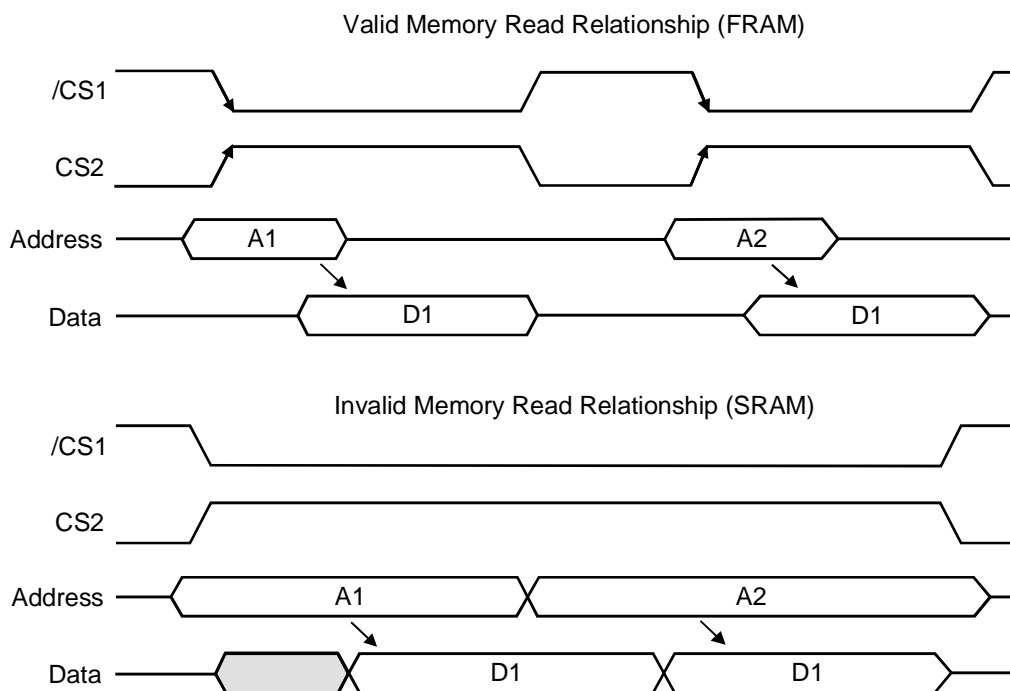 Valid Memory Read Relationship (FRAM)
/CS1
CS2
Address A1 A2
Data D1 D1
Invalid Memory Read Relationship (SRAM)
/CS1
CS2
Address A1 A2
Data D1 D1